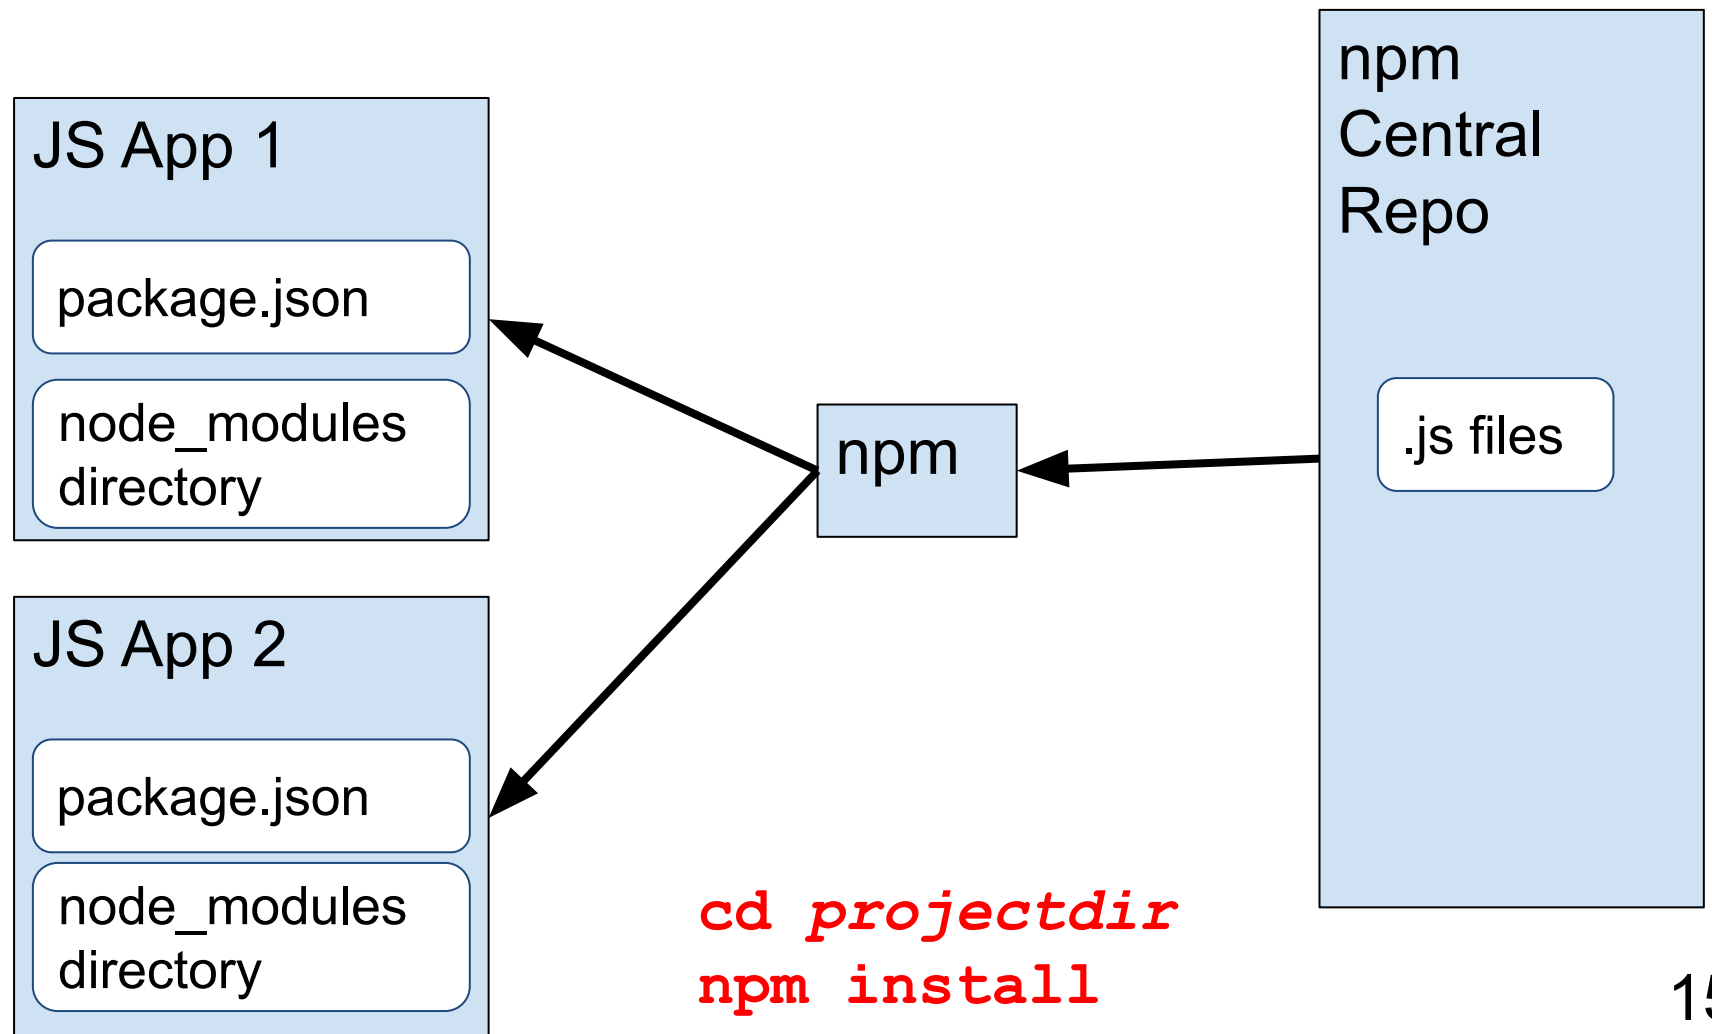 JS App 1
package.json
node_modules
directory
JS App 2
package.json
node_modules
directory
npm
npm
Central
Repo
.js files
cd projectdir
npm install